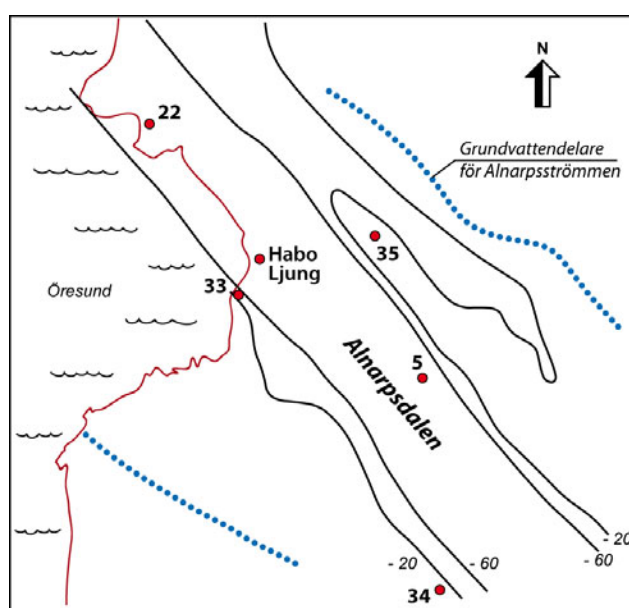 N
22
Grundvattendelare
för Alnarpsströmmen
35
Habo
Ljung
33
Öresund
5
Alnarpsdalen
- 20
- 60
- 20
- 60
34